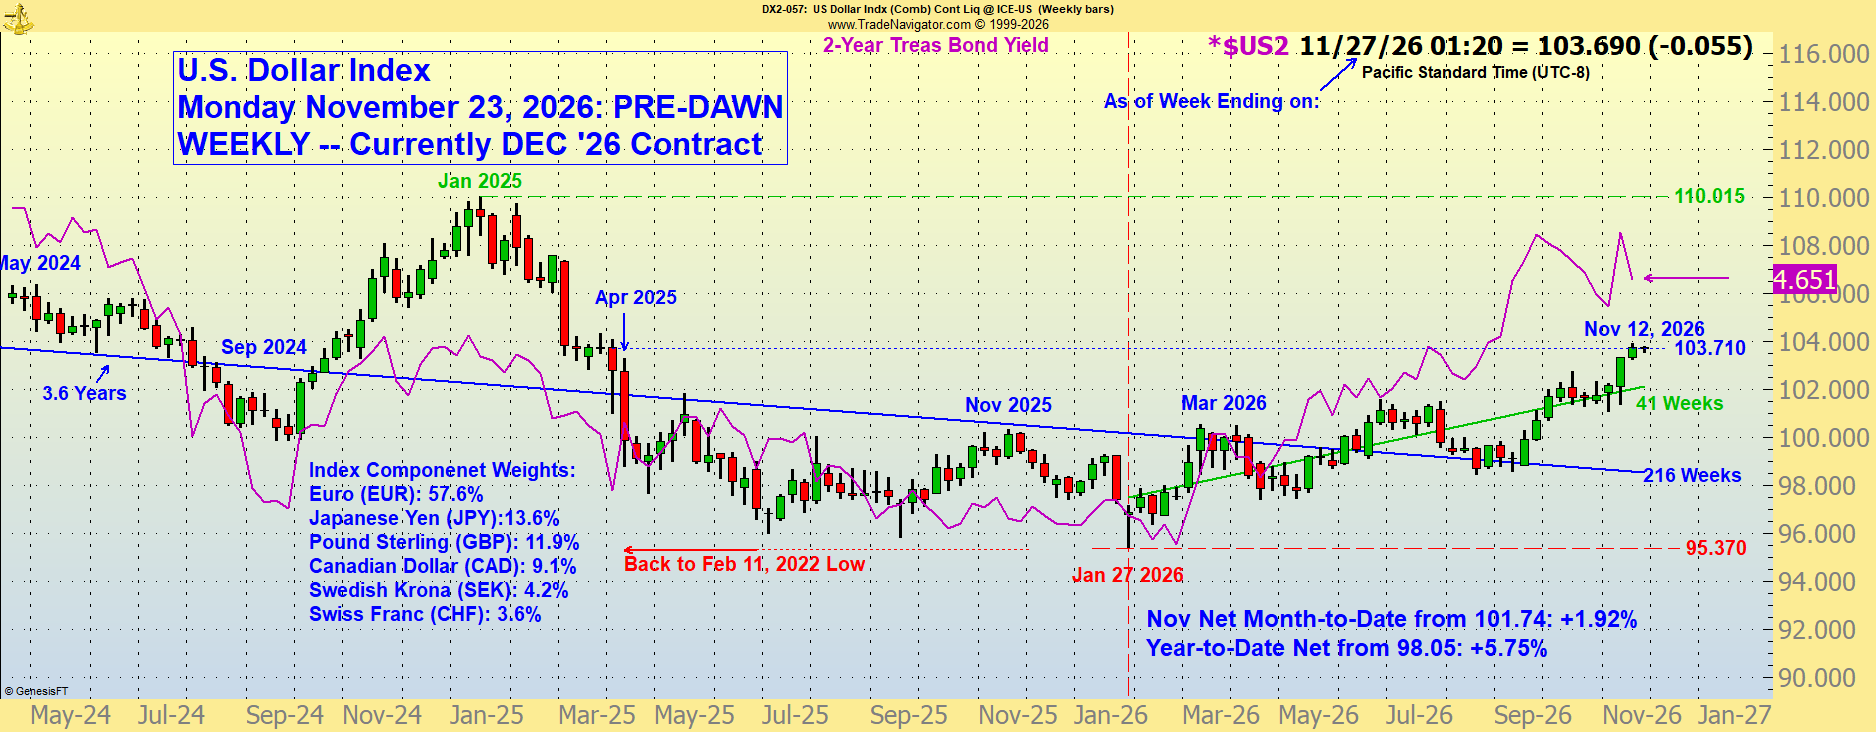 DX2-057: US Dollar Indx (Comb) Cont Liq @ ICE-US (Weekly bars)
www.TradeNavigator.com © 1999-2026
2-Year Treas Bond Yield
*$US2 11/27/26 01:20 = 103.690 (-0.055)
Pacific Standard Time (UTC-8)
As of Week Ending on:
U.S. Dollar Index
Monday November 23, 2026: PRE-DAWN
WEEKLY -- Currently DEC '26 Contract
Jan 2025
110.015
May 2024
Apr 2025
Sep 2024
3.6 Years
Nov 12, 2026
103.710
Nov 2025
Mar 2026
41 Weeks
216 Weeks
Index Componenet Weights:
Euro (EUR): 57.6%
Japanese Yen (JPY):13.6%
Pound Sterling (GBP): 11.9%
Canadian Dollar (CAD): 9.1%
Swedish Krona (SEK): 4.2%
Swiss Franc (CHF): 3.6%
Back to Feb 11, 2022 Low
95.370
Jan 27 2026
Nov Net Month-to-Date from 101.74: +1.92%
Year-to-Date Net from 98.05: +5.75%
116.000
114.000
112.000
110.000
108.000
4.651
106.000
104.000
102.000
100.000
98.000
96.000
94.000
92.000
90.000
© GenesisFT
May-24 Jul-24 Sep-24 Nov-24 Jan-25 Mar-25 May-25 Jul-25 Sep-25 Nov-25 Jan-26 Mar-26 May-26 Jul-26 Sep-26 Nov-26 Jan-27